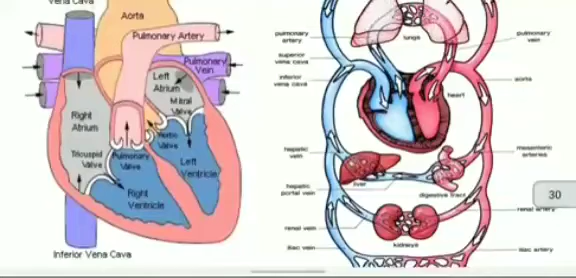 Vena Cava
Aorta
Pulmonary Artery
Pulmonary
Vein
Left
Atrium
Mitral
Valve
Right
Atrium
Aortic
Valve
Tricuspid
Valve
Pulmonary
Valve
Left
Ventricle
Right
Ventricle
Inferior Vena Cava
pulmonary
artery
lungs
pulmonary
vein
superior
vena cava
inferior
vena cava
aorta
heart
hepatic
vein
mesenteric
arteries
liver
hepatic
portal vein
digestive tract
30
renal artery
renal vein
kidneys
iliac vein
iliac artery